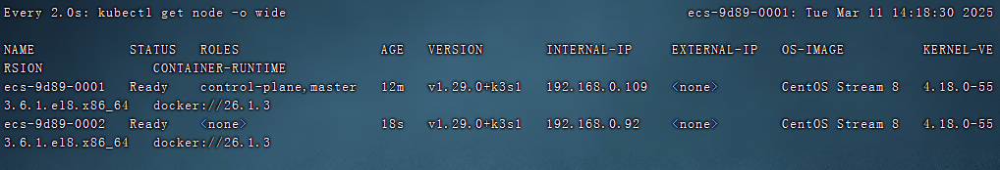 Every 2.0s: kubectl get node -o wide ecs-9d89-0001: Tue Mar 11 14:18:30 2025
NAME STATUS ROLES AGE VERSION INTERNAL-IP EXTERNAL-IP OS-IMAGE KERNEL-VE
RSION CONTAINER-RUNTIME
ecs-9d89-0001 Ready control-plane,master 12m v1.29.0+k3s1 192.168.0.109 <none> CentOS Stream 8 4.18.0-55
3.6.1.el8.x86_64 docker://26.1.3
ecs-9d89-0002 Ready <none> 18s v1.29.0+k3s1 192.168.0.92 <none> CentOS Stream 8 4.18.0-55
3.6.1.el8.x86_64 docker://26.1.3